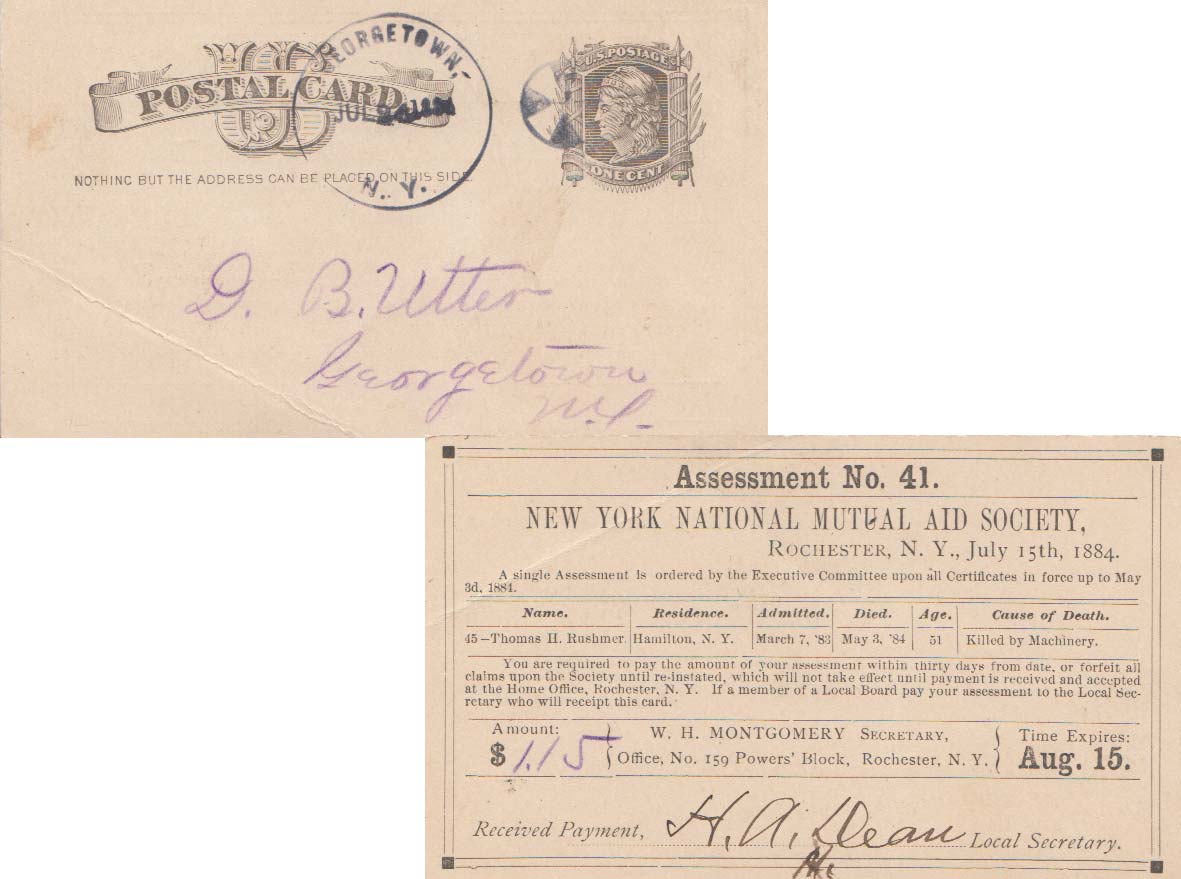 U.S. POSTAGE
POSTAL CARD
GEORGETOWN,
JUL
N. Y.
ONE CENT
NOTHING BUT THE ADDRESS CAN BE PLACED ON THIS SIDE.
D. B. Utter
Georgetown
N.Y.
Assessment No. 41.
NEW YORK NATIONAL MUTUAL AID SOCIETY,
ROCHESTER, N. Y., July 15th, 1884.
A single Assessment is ordered by the Executive Committee upon all Certificates in force up to May
3d, 1884.
Name. Residence. Admitted. Died. Age. Cause of Death.
45—Thomas H. Rushmer. Hamilton, N. Y. March 7, '83 May 3, '84 51 Killed by Machinery.
You are required to pay the amount of your assessment within thirty days from date, or forfeit all
claims upon the Society until re-instated, which will not take effect until payment is received and accepted
at the Home Office, Rochester, N. Y. If a member of a Local Board pay your assessment to the Local Sec-
retary who will receipt this card.
Amount:
$ 1.15
W. H. MONTGOMERY SECRETARY,
Office, No. 159 Powers' Block, Rochester, N. Y.
Time Expires:
Aug. 15.
Received Payment, H. A. Dean Local Secretary.